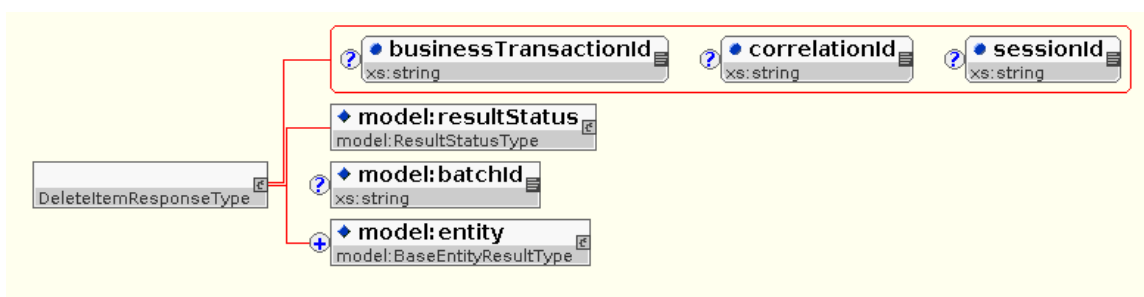 businessTransactionId
xs:string
correlationId
xs:string
sessionId
xs:string
model:resultStatus
model:ResultStatusType
DeleteItemResponseType
model:batchId
xs:string
model:entity
model:BaseEntityResultType